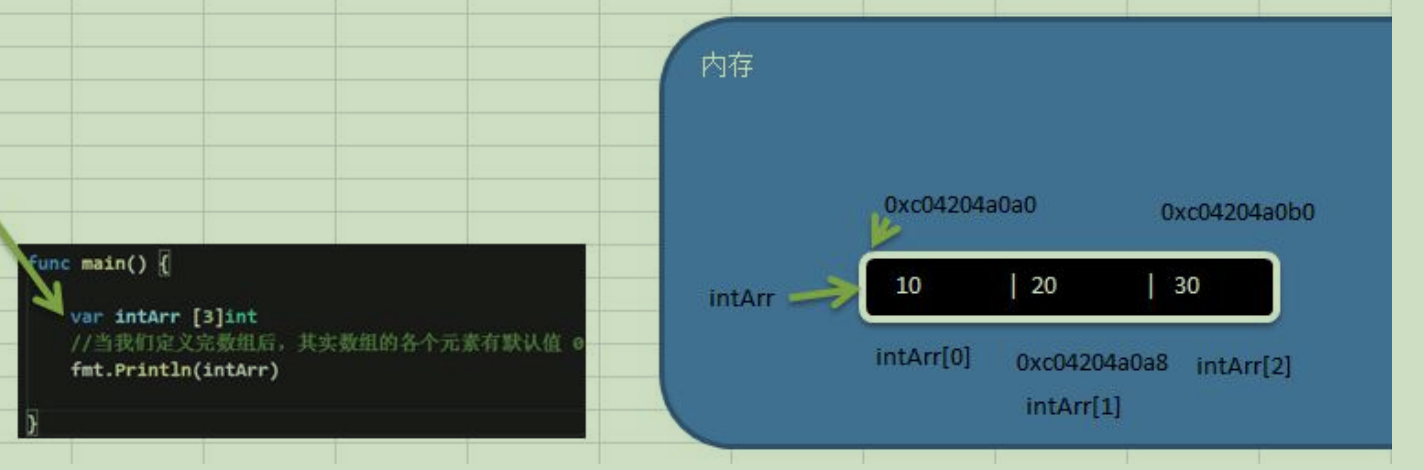 func main() {
var intArr [3]int
//当我们定义完数组后，其实数组的各个元素有默认值 0
fmt.Println(intArr)
}
内存
0xc04204a0a0
0xc04204a0b0
intArr
10 | 20 | 30
intArr[0]
0xc04204a0a8
intArr[2]
intArr[1]